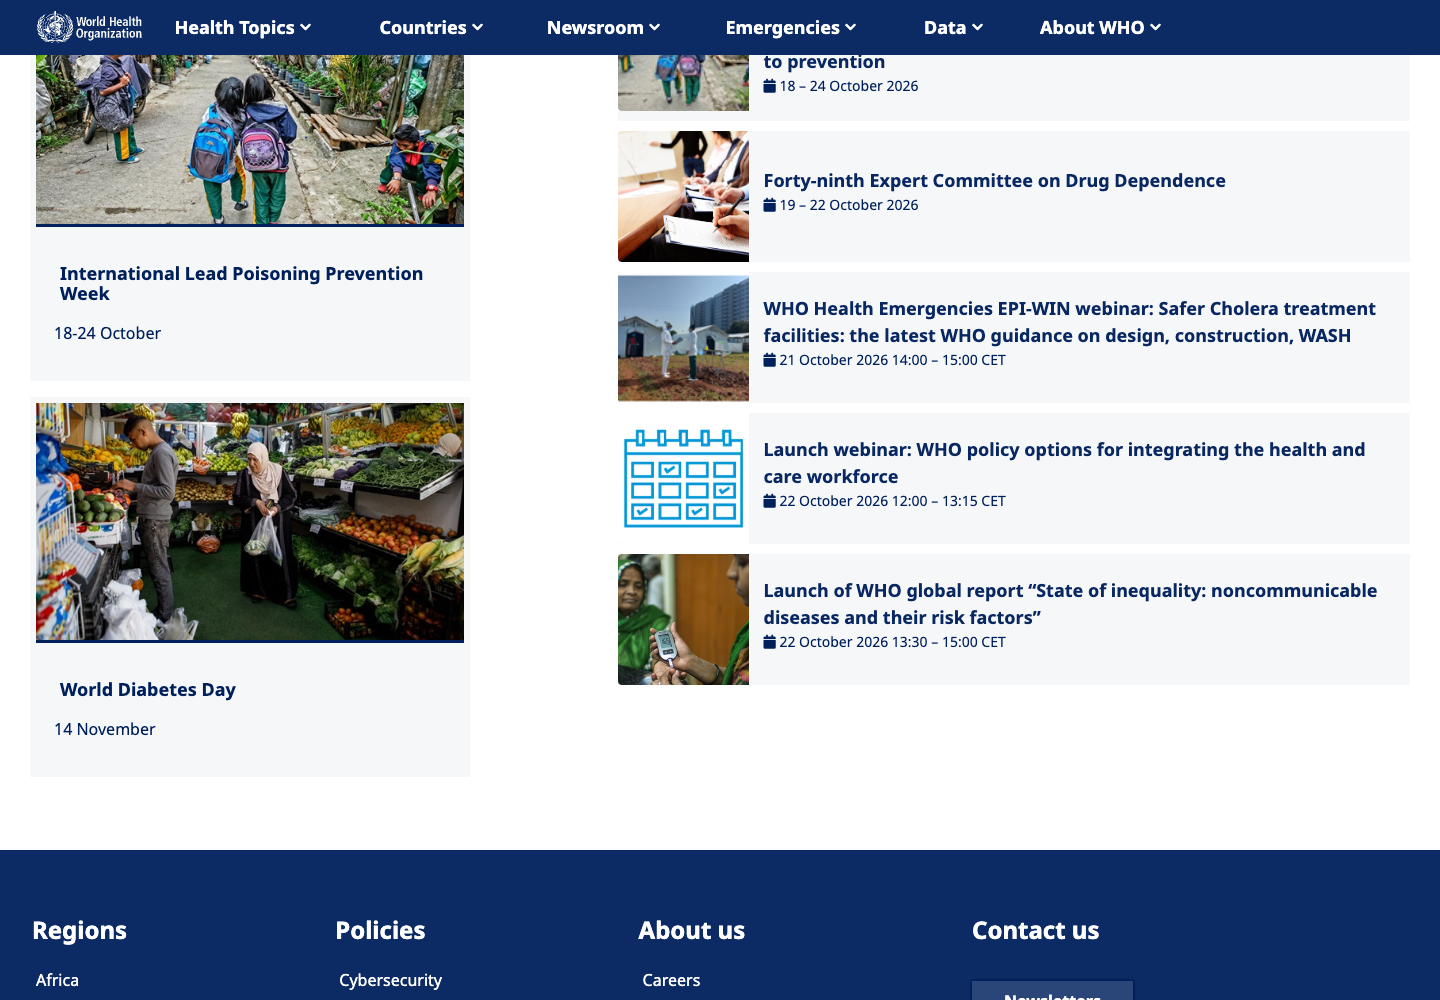 World Health
Organization
Health Topics
Countries
Newsroom
Emergencies
Data
About WHO
International Lead Poisoning Prevention
Week
18-24 October
World Diabetes Day
14 November
to prevention
18 – 24 October 2026
Forty-ninth Expert Committee on Drug Dependence
19 – 22 October 2026
WHO Health Emergencies EPI-WIN webinar: Safer Cholera treatment
facilities: the latest WHO guidance on design, construction, WASH
21 October 2026 14:00 – 15:00 CET
Launch webinar: WHO policy options for integrating the health and
care workforce
22 October 2026 12:00 – 13:15 CET
Launch of WHO global report “State of inequality: noncommunicable
diseases and their risk factors”
22 October 2026 13:30 – 15:00 CET
Regions
Africa
Policies
Cybersecurity
About us
Careers
Contact us
Newsletters